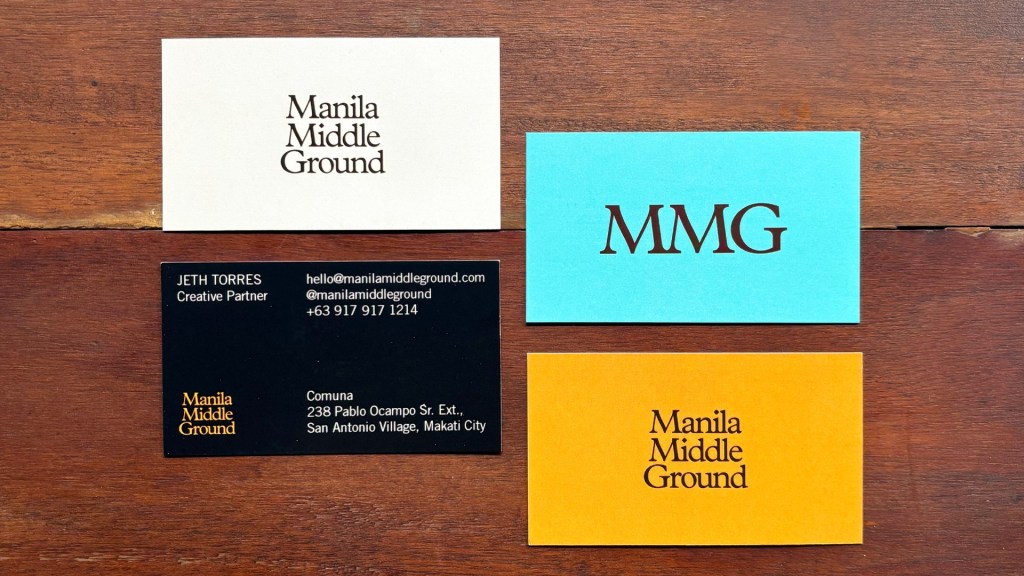 Manila
Middle
Ground
JETH TORRES
Creative Partner
hello@manilamiddleground.com
@manilamiddleground
+63 917 917 1214
Manila
Middle
Ground
Comuna
238 Pablo Ocampo Sr. Ext.,
San Antonio Village, Makati City
MMG
Manila
Middle
Ground